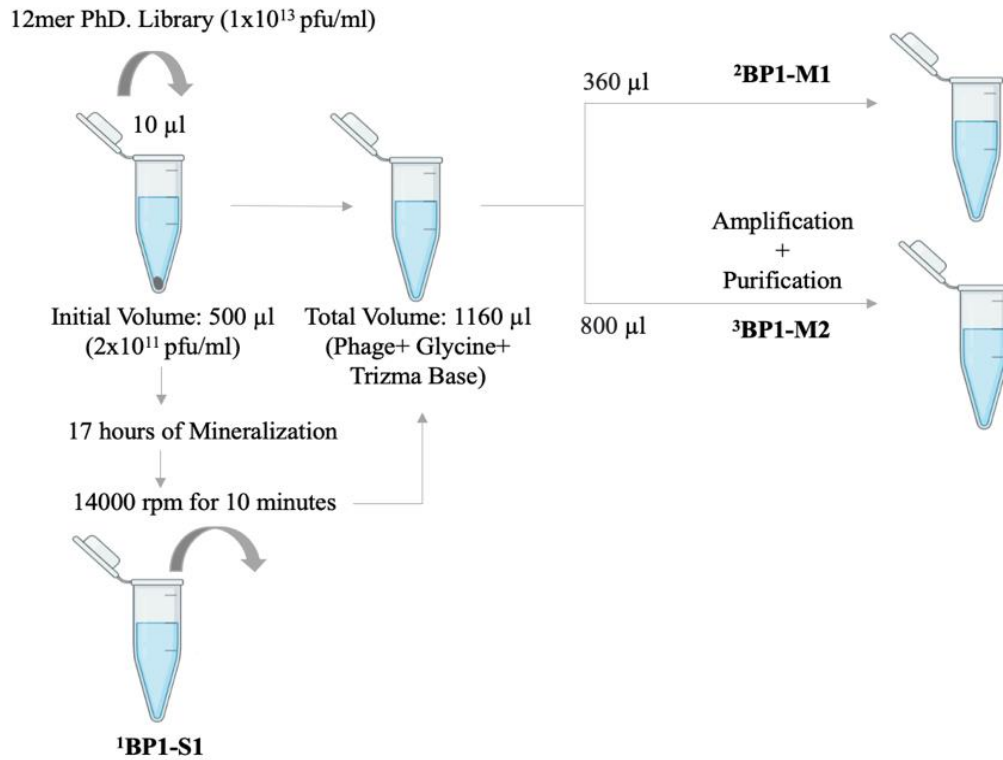 12mer PhD. Library (1x10¹³ pfu/ml)
10 µl
Initial Volume: 500 µl
(2x10¹¹ pfu/ml)
17 hours of Mineralization
14000 rpm for 10 minutes
¹BP1-S1
Total Volume: 1160 µl
(Phage+ Glycine+
Trizma Base)
360 µl
²BP1-M1
Amplification
+
Purification
800 µl
³BP1-M2